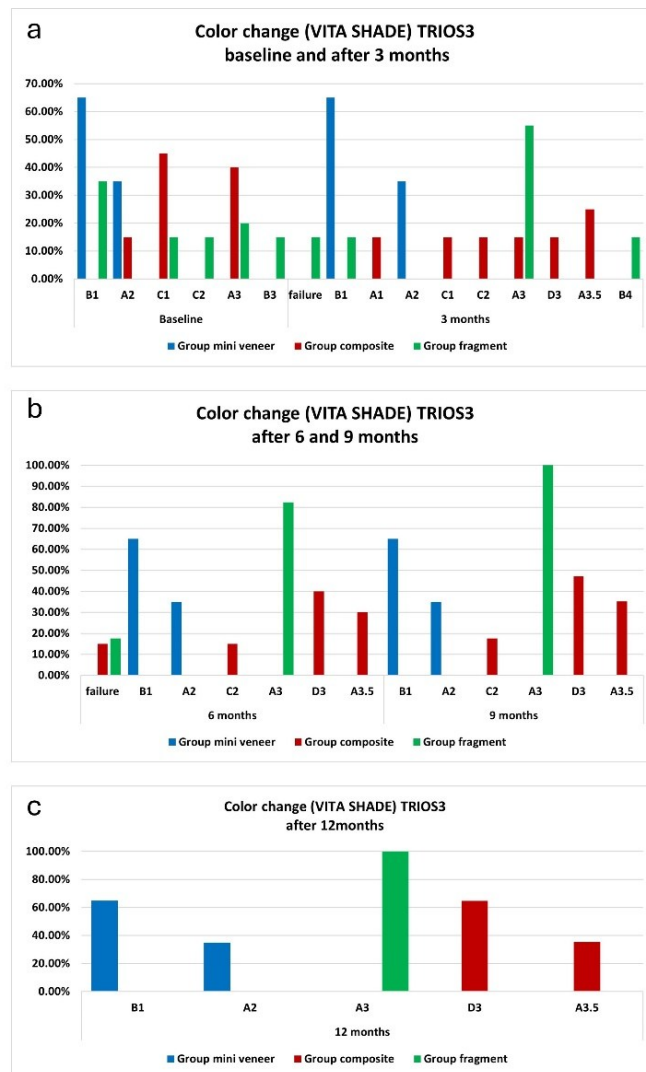 a
Color change (VITA SHADE) TRIOS3
baseline and after 3 months
70.00%
60.00%
50.00%
40.00%
30.00%
20.00%
10.00%
0.00%
B1 A2 C1 C2 A3 B3 failure B1 A1 A2 C1 C2 A3 D3 A3.5 B4
Baseline 3 months
Group mini veneer Group composite Group fragment
b
Color change (VITA SHADE) TRIOS3
after 6 and 9 months
100.00%
90.00%
80.00%
70.00%
60.00%
50.00%
40.00%
30.00%
20.00%
10.00%
0.00%
failure B1 A2 C2 A3 D3 A3.5 B1 A2 C2 A3 D3 A3.5
6 months 9 months
Group mini veneer Group composite Group fragment
c
Color change (VITA SHADE) TRIOS3
after 12months
100.00%
80.00%
60.00%
40.00%
20.00%
0.00%
B1 A2 A3 D3 A3.5
12 months
Group mini veneer Group composite Group fragment